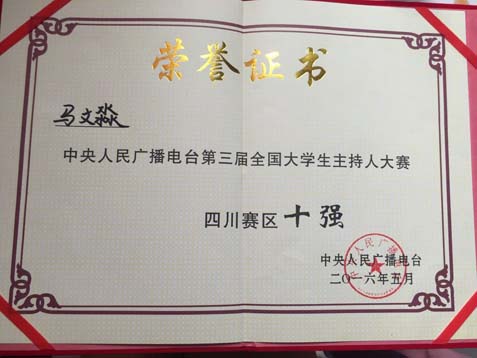 荣誉证书
马文淼
中央人民广播电台第三届全国大学生主持人大赛
四川赛区 十强
中央人民广播电台
二〇一六年五月